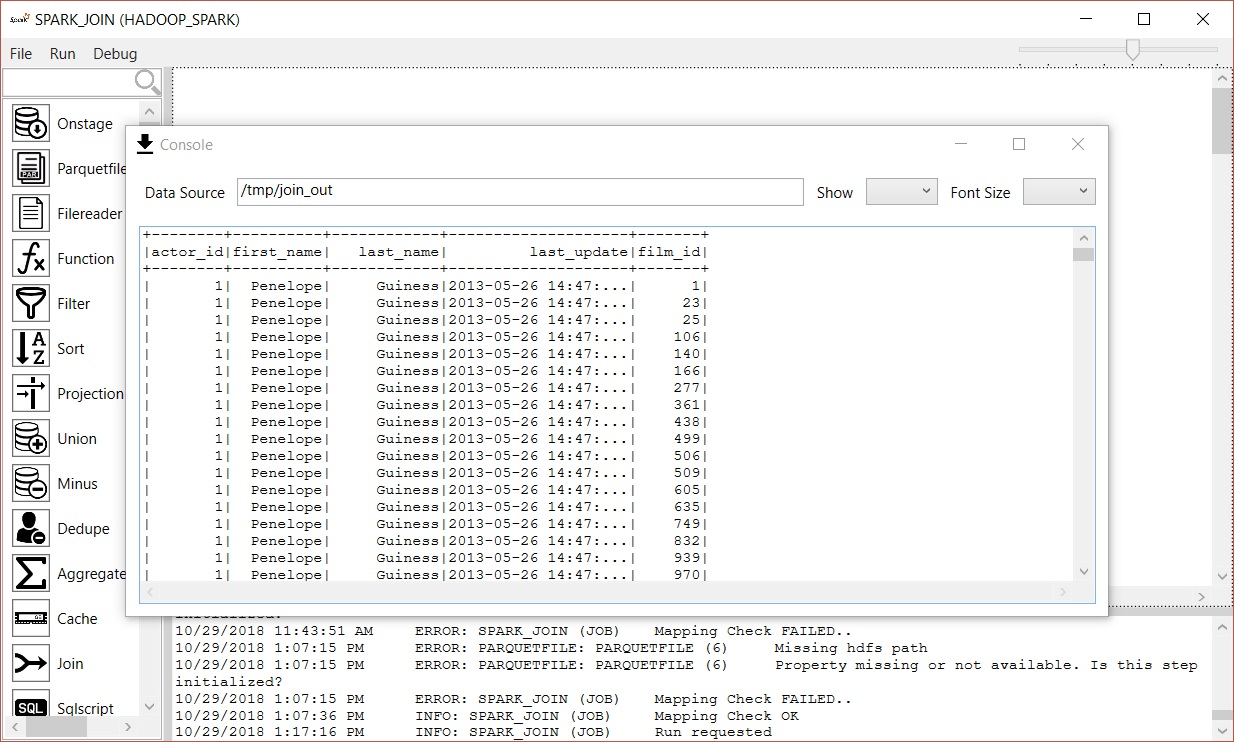 Spark SPARK_JOIN (HADOOP_SPARK)
File Run Debug
Onstage
Parquetfile
Filereader
Function
Filter
Sort
Projection
Union
Minus
Dedupe
Aggregate
Cache
Join
SQL Sqlscript
Console
Data Source /tmp/join_out Show Font Size
+--------+----------+------------+--------------------+-------+
|actor_id|first_name|   last_name|         last_update|film_id|
+--------+----------+------------+--------------------+-------+
|       1|  Penelope|     Guiness|2013-05-26 14:47:...|      1|
|       1|  Penelope|     Guiness|2013-05-26 14:47:...|     23|
|       1|  Penelope|     Guiness|2013-05-26 14:47:...|     25|
|       1|  Penelope|     Guiness|2013-05-26 14:47:...|    106|
|       1|  Penelope|     Guiness|2013-05-26 14:47:...|    140|
|       1|  Penelope|     Guiness|2013-05-26 14:47:...|    166|
|       1|  Penelope|     Guiness|2013-05-26 14:47:...|    277|
|       1|  Penelope|     Guiness|2013-05-26 14:47:...|    361|
|       1|  Penelope|     Guiness|2013-05-26 14:47:...|    438|
|       1|  Penelope|     Guiness|2013-05-26 14:47:...|    499|
|       1|  Penelope|     Guiness|2013-05-26 14:47:...|    506|
|       1|  Penelope|     Guiness|2013-05-26 14:47:...|    509|
|       1|  Penelope|     Guiness|2013-05-26 14:47:...|    605|
|       1|  Penelope|     Guiness|2013-05-26 14:47:...|    635|
|       1|  Penelope|     Guiness|2013-05-26 14:47:...|    749|
|       1|  Penelope|     Guiness|2013-05-26 14:47:...|    832|
|       1|  Penelope|     Guiness|2013-05-26 14:47:...|    939|
|       1|  Penelope|     Guiness|2013-05-26 14:47:...|    970|
initialized?
10/29/2018 11:43:51 AM ERROR: SPARK_JOIN (JOB) Mapping Check FAILED..
10/29/2018 1:07:15 PM ERROR: PARQUETFILE: PARQUETFILE (6) Missing hdfs path
10/29/2018 1:07:15 PM ERROR: PARQUETFILE: PARQUETFILE (6) Property missing or not available. Is this step
initialized?
10/29/2018 1:07:15 PM ERROR: SPARK_JOIN (JOB) Mapping Check FAILED..
10/29/2018 1:07:36 PM INFO: SPARK_JOIN (JOB) Mapping Check OK
10/29/2018 1:17:16 PM INFO: SPARK_JOIN (JOB) Run requested